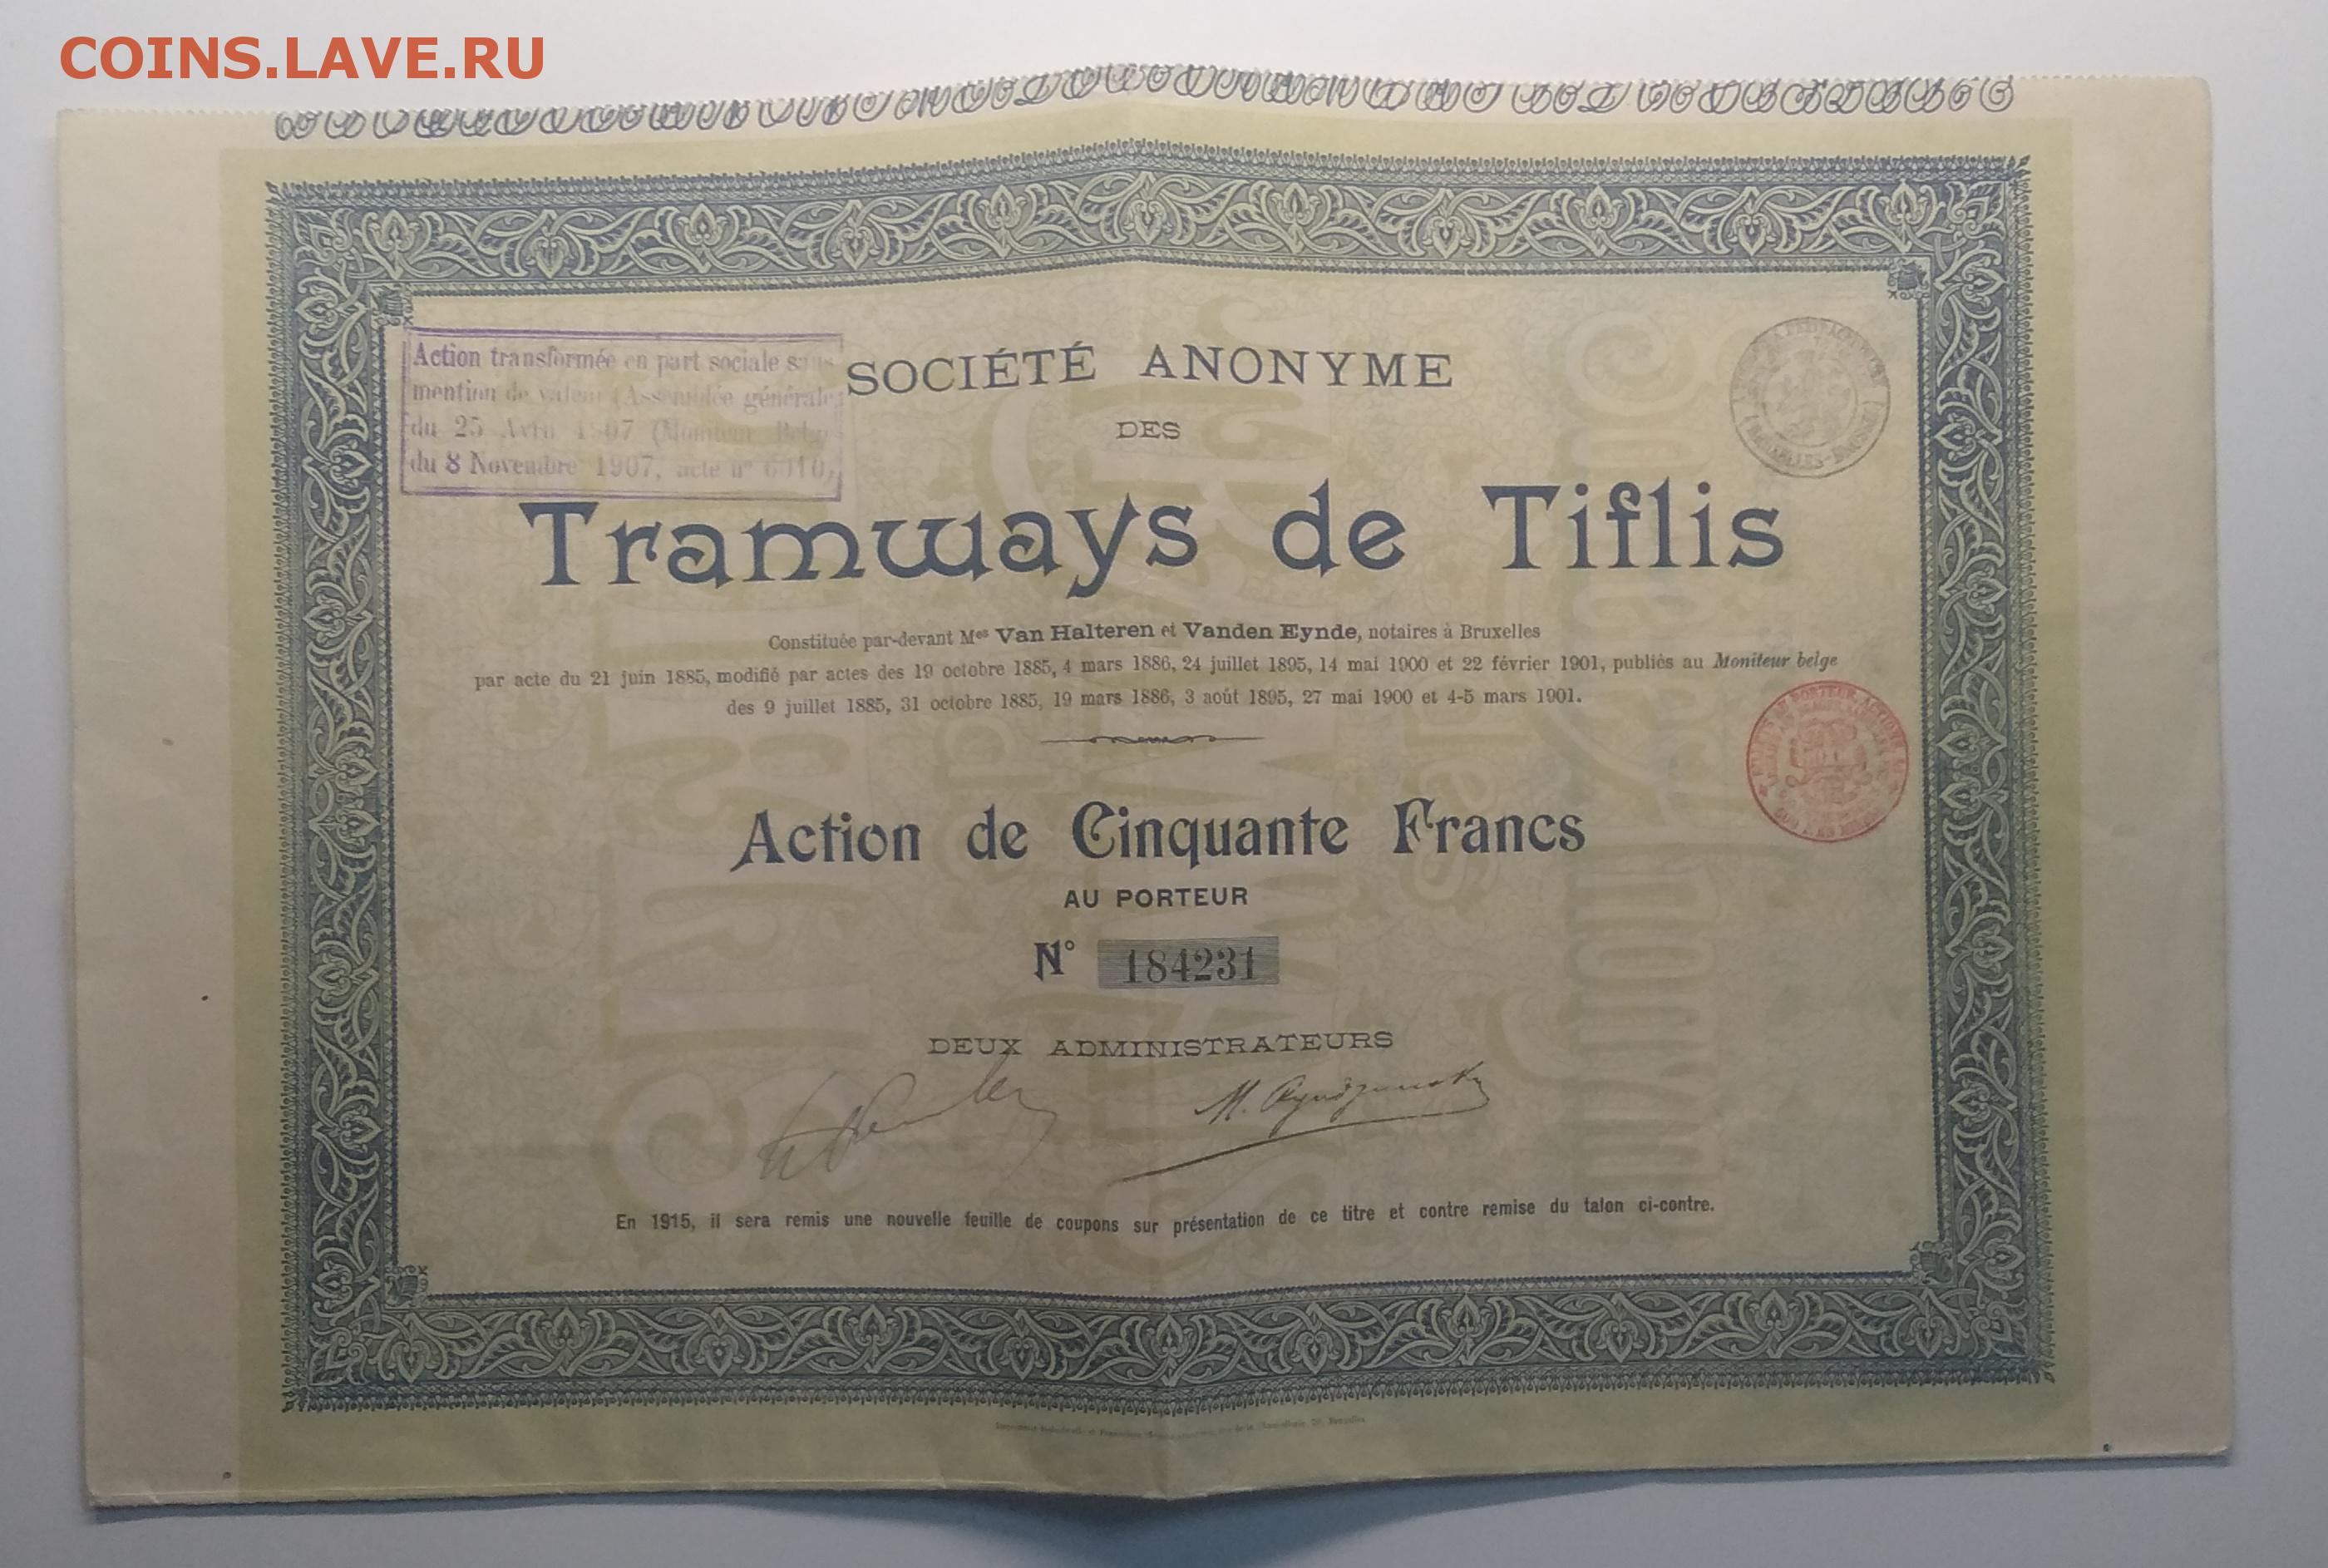 COINS.LAVE.RU
Action transformée en part sociale sans
mention de valeur (Assemblée générale
du 25 Avril 1907 (Moniteur Belge
du 8 Novembre 1907, acte nº
SOCIÉTÉ ANONYME
DES
Tramways de Tiflis
Constituée par-devant Mes Van Halteren et Vanden Eynde, notaires à Bruxelles
par acte du 21 juin 1885, modifié par actes des 19 octobre 1885, 4 mars 1886, 24 juillet 1895, 14 mai 1900 et 22 février 1901, publiés au Moniteur belge
des 9 juillet 1885, 31 octobre 1885, 19 mars 1886, 3 août 1895, 27 mai 1900 et 4-5 mars 1901.
Action de Cinquante Francs
AU PORTEUR
N° 184231
DEUX ADMINISTRATEURS
En 1915, il sera remis une nouvelle feuille de coupons sur présentation de ce titre et contre remise du talon ci-contre.